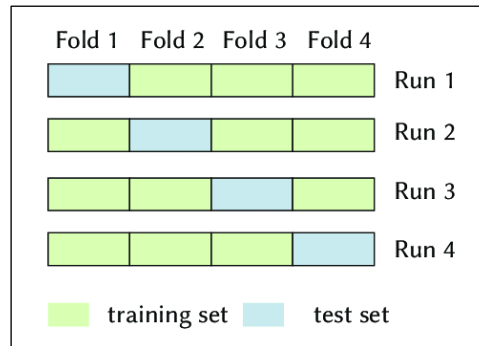 Fold 1 Fold 2 Fold 3 Fold 4
Run 1
Run 2
Run 3
Run 4
training set test set